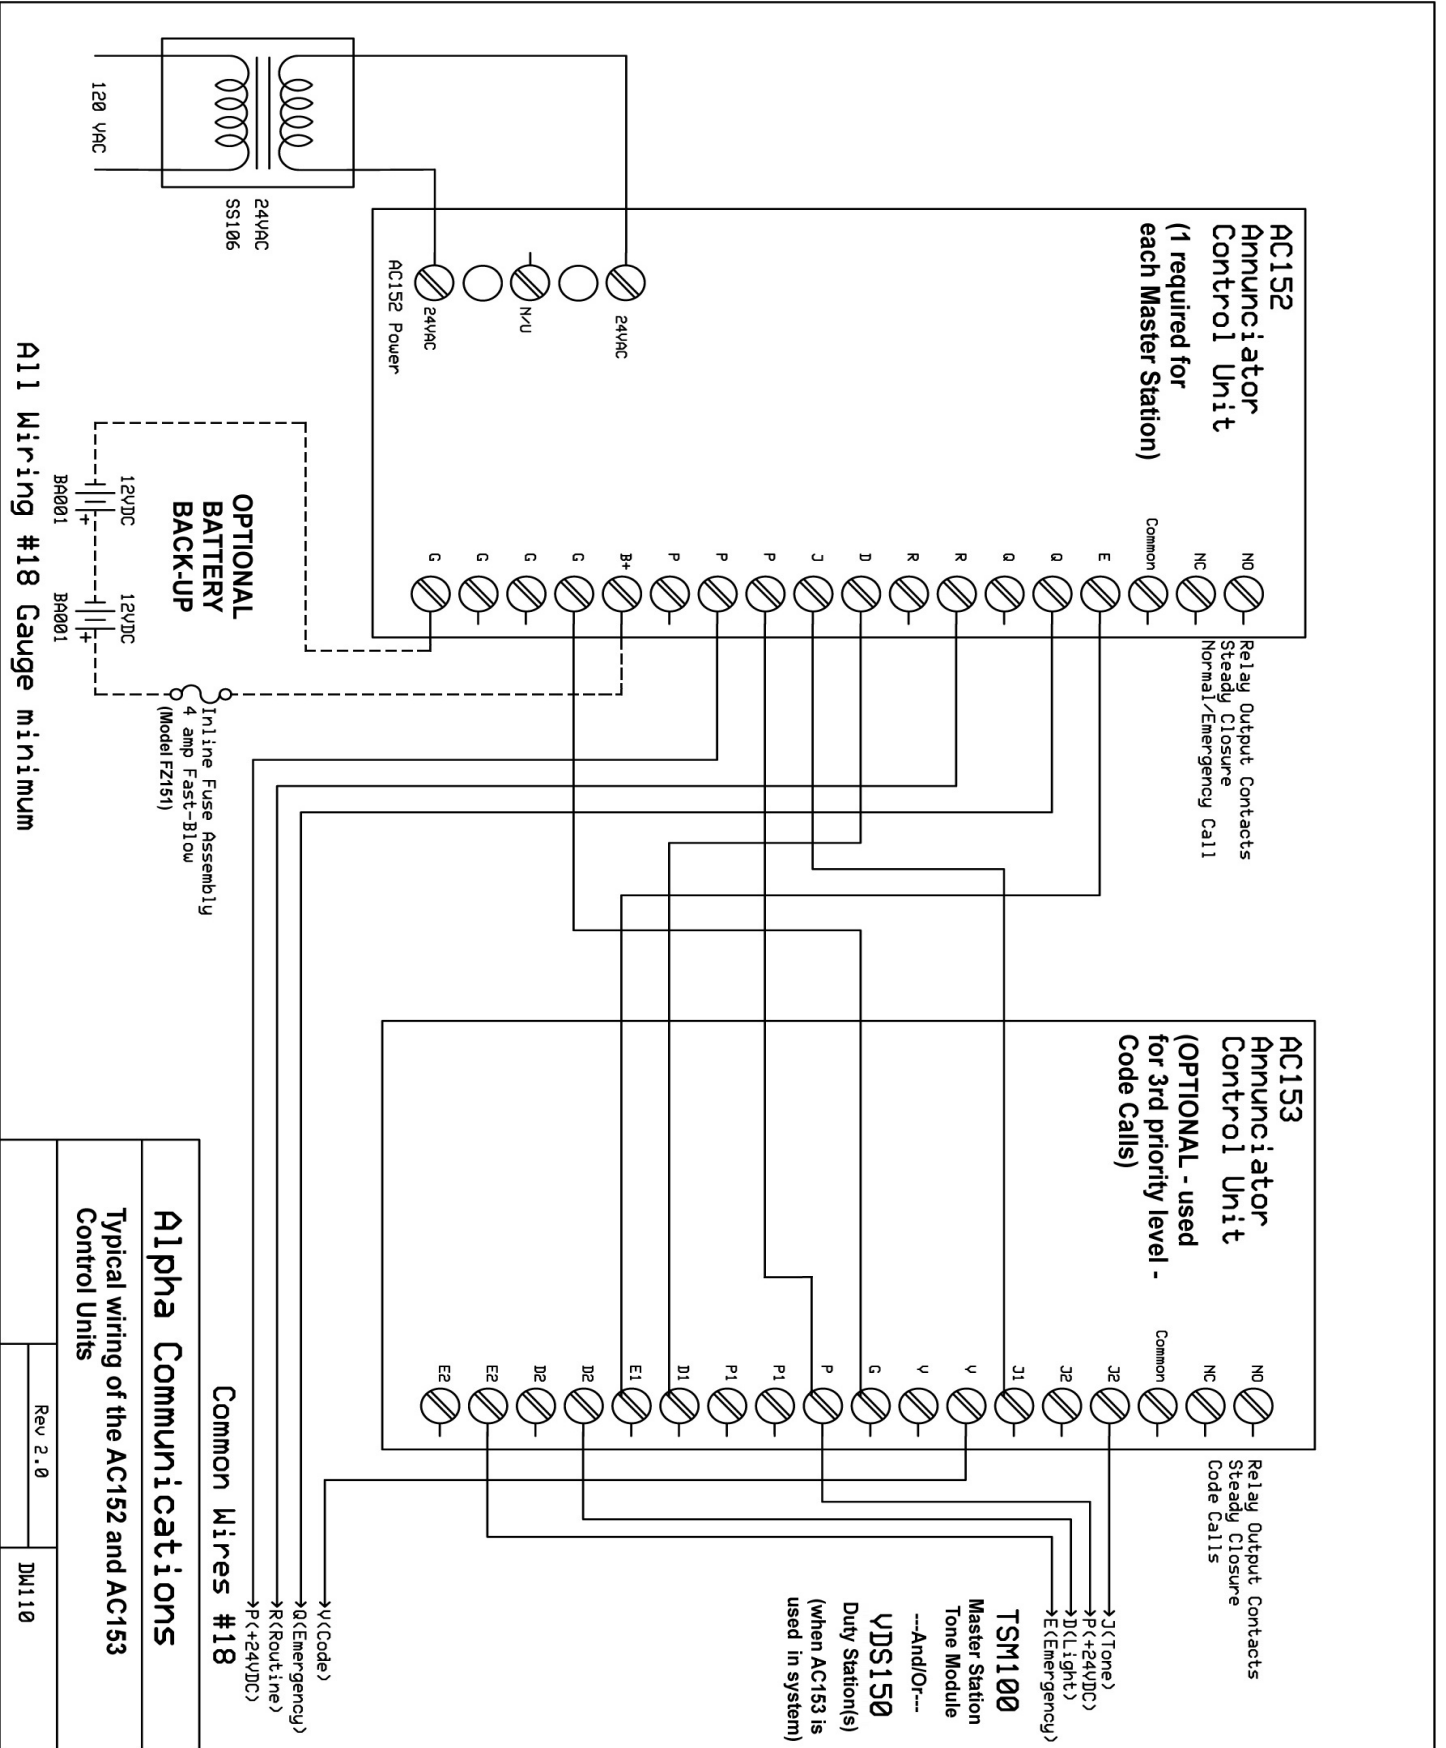 AC152
Annunciator
Control Unit
(1 required for
each Master Station)
24VAC
N/U
24VAC
AC152 Power
120 VAC
24VAC
SS106
NO
NC
Common
E
Q
Q
R
R
D
J
P
P
P
B+
G
G
G
G
Relay Output Contacts
Steady Closure
Normal/Emergency Call
OPTIONAL
BATTERY
BACK-UP
12VDC
BA001
+
12VDC
BA001
+
Inline Fuse Assembly
4 amp Fast-Blow
(Model FZ151)
All Wiring #18 Gauge minimum
AC153
Annunciator
Control Unit
(OPTIONAL - used
for 3rd priority level -
Code Calls)
NO
NC
Common
J2
J2
J1
V
V
G
P
P1
P1
D1
E1
D2
D2
E2
E2
Relay Output Contacts
Steady Closure
Code Calls
J(Tone)
P(+24VDC)
D(Light)
E(Emergency)
TSM100
Master Station
Tone Module
---And/Or---
VDS150
Duty Station(s)
(when AC153 is
used in system)
V(Code)
Q(Emergency)
R(Routine)
P(+24VDC)
Common Wires #18
Alpha Communications
Typical wiring of the AC152 and AC153
Control Units
Rev 2.0
DW110